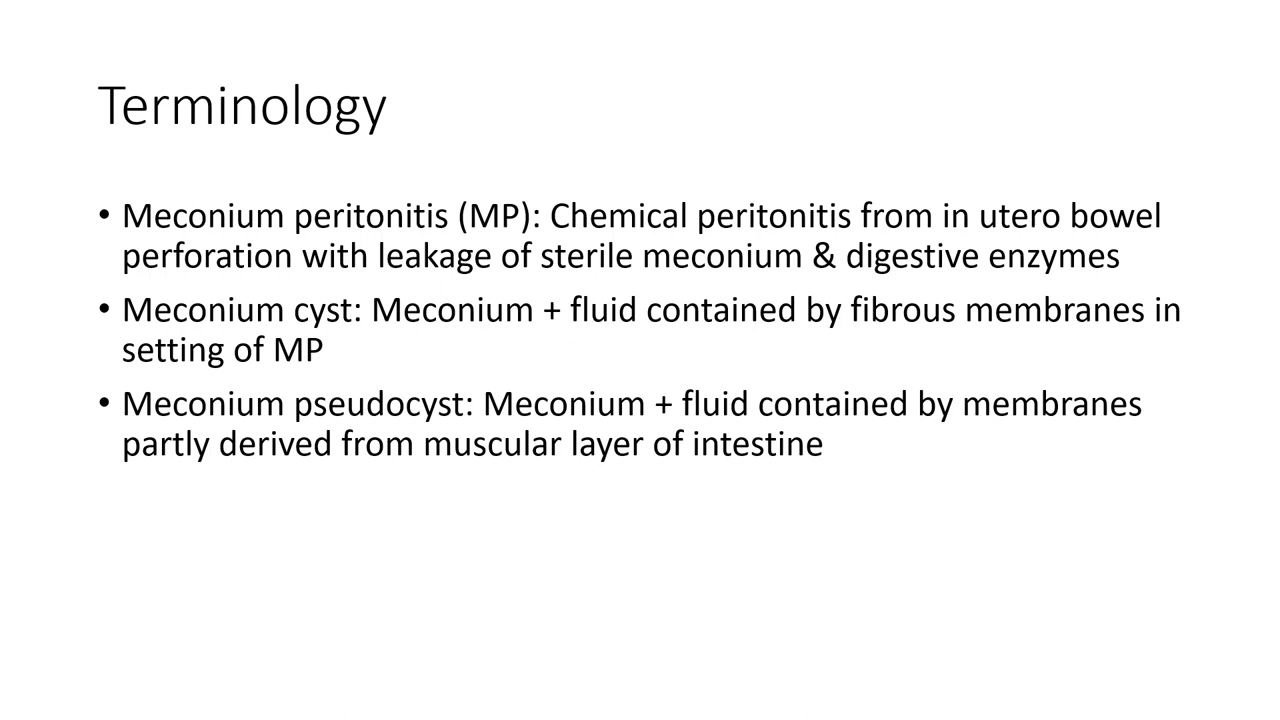 Terminology
• Meconium peritonitis (MP): Chemical peritonitis from in utero bowel
perforation with leakage of sterile meconium & digestive enzymes
• Meconium cyst: Meconium + fluid contained by fibrous membranes in
setting of MP
• Meconium pseudocyst: Meconium + fluid contained by membranes
partly derived from muscular layer of intestine